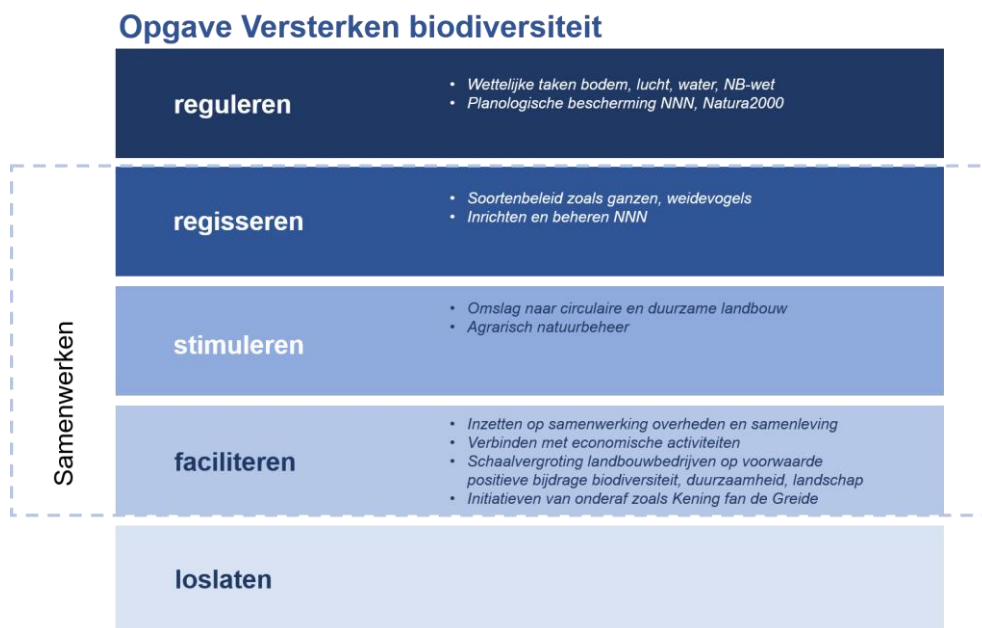 Opgave Versterken biodiversiteit
reguleren
• Wettelijke taken bodem, lucht, water, NB-wet
• Planologische bescherming NNN, Natura2000
Samenwerken
regisseren
• Soortenbeleid zoals ganzen, weidevogels
• Inrichten en beheren NNN
stimuleren
• Omslag naar circulaire en duurzame landbouw
• Agrarisch natuurbeheer
faciliteren
• Inzetten op samenwerking overheden en samenleving
• Verbinden met economische activiteiten
• Schaalvergroting landbouwbedrijven op voorwaarde
positieve bijdrage biodiversiteit, duurzaamheid, landschap
• Initiatieven van onderaf zoals Kening fan de Greide
loslaten